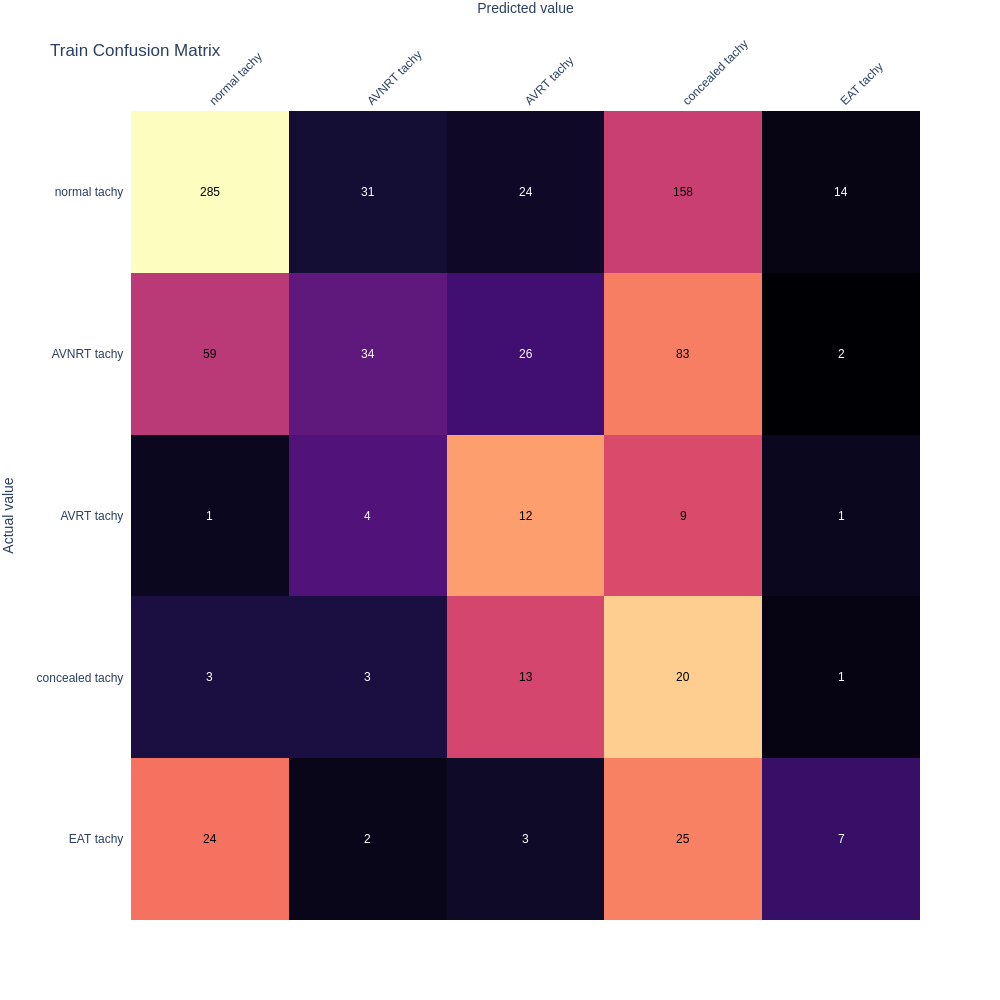 Predicted value
Train Confusion Matrix
normal tachy AVNRT tachy AVRT tachy concealed tachy EAT tachy
normal tachy 285 31 24 158 14
AVNRT tachy 59 34 26 83 2
Actual value
AVRT tachy 1 4 12 9 1
concealed tachy 3 3 13 20 1
EAT tachy 24 2 3 25 7